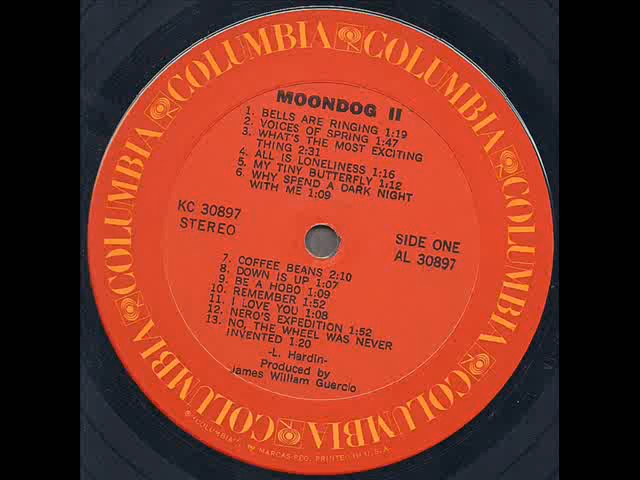 COLUMBIA COLUMBIA COLUMBIA COLUMBIA COLUMBIA COLUMBIA
MOONDOG II
1. BELLS ARE RINGING 1:19
2. VOICES OF SPRING 1:47
3. WHAT'S THE MOST EXCITING
THING 2:31
4. ALL IS LONELINESS 1:16
5. MY TINY BUTTERFLY 1:12
6. WHY SPEND A DARK NIGHT
WITH ME 1:09
KC 30897
STEREO
SIDE ONE
AL 30897
7. COFFEE BEANS 2:10
8. DOWN IS UP 1:07
9. BE A HOBO 1:09
10. REMEMBER 1:52
11. I LOVE YOU 1:08
12. NERO'S EXPEDITION 1:52
13. NO, THE WHEEL WAS NEVER
INVENTED 1:20
-L. Hardin-
Produced by
James William Guercio
"COLUMBIA", MARCAS REG. PRINTED IN U.S.A.